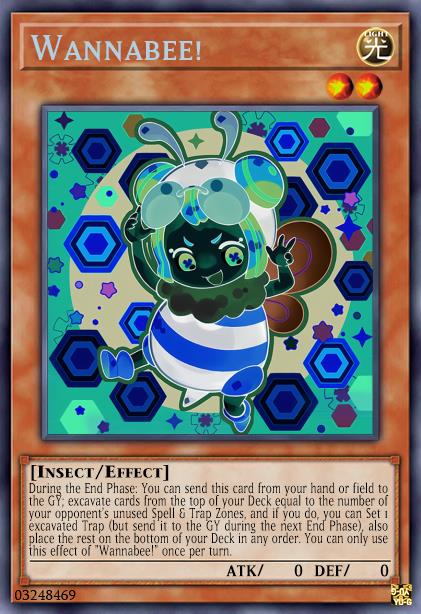 WANNABEE!
LIGHT
光
[INSECT/EFFECT]
During the End Phase: You can send this card from your hand or field to
the GY; excavate cards from the top of your Deck equal to the number of
your opponent's unused Spell & Trap Zones, and if you do, you can Set 1
excavated Trap (but send it to the GY during the next End Phase), also
place the rest on the bottom of your Deck in any order. You can only use
this effect of "Wannabee!" once per turn.
ATK/ 0 DEF/ 0
03248469